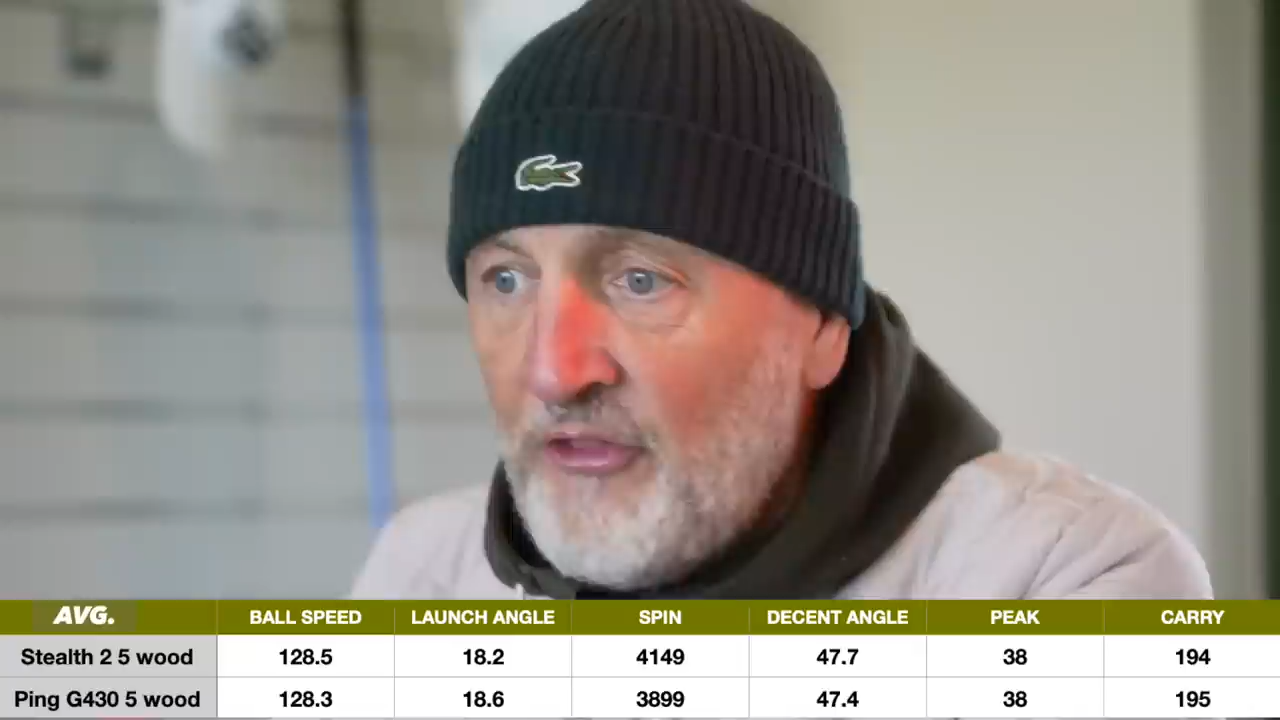 AVG. BALL SPEED LAUNCH ANGLE SPIN DECENT ANGLE PEAK CARRY
Stealth 2 5 wood 128.5 18.2 4149 47.7 38 194
Ping G430 5 wood 128.3 18.6 3899 47.4 38 195